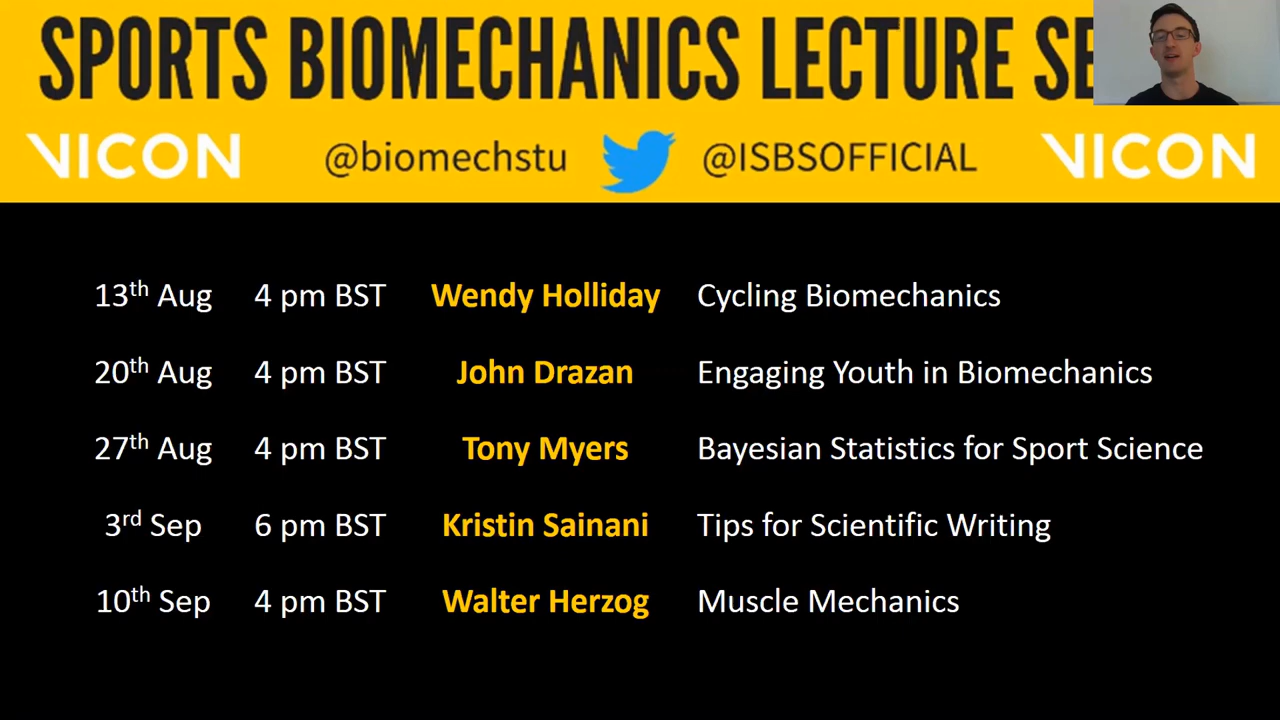 SPORTS BIOMECHANICS LECTURE SE
VICON @biomechstu @ISBSOFFICIAL VICON
13th Aug 4 pm BST Wendy Holliday Cycling Biomechanics
20th Aug 4 pm BST John Drazan Engaging Youth in Biomechanics
27th Aug 4 pm BST Tony Myers Bayesian Statistics for Sport Science
3rd Sep 6 pm BST Kristin Sainani Tips for Scientific Writing
10th Sep 4 pm BST Walter Herzog Muscle Mechanics